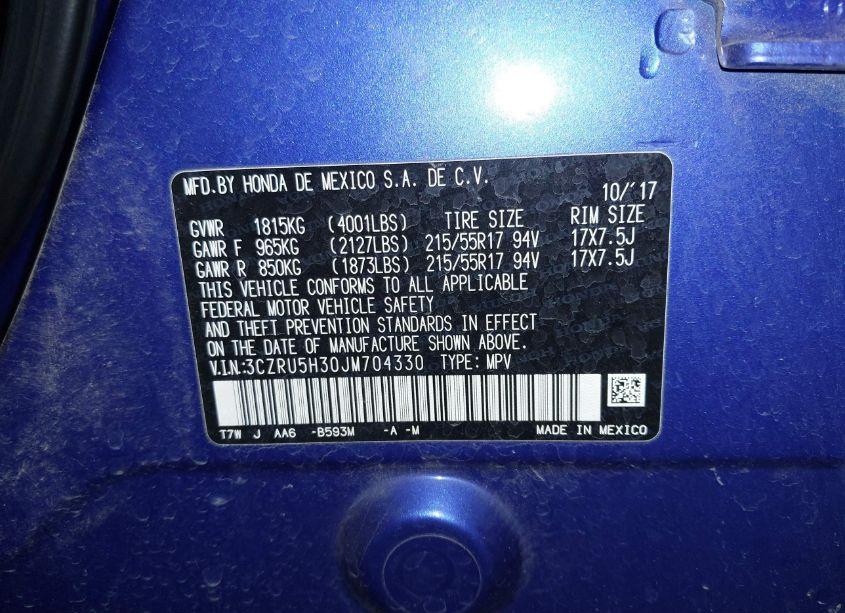 MFD.BY HONDA DE MEXICO S.A. DE C.V. 10/'17
GVWR 1815KG (4001LBS) TIRE SIZE RIM SIZE
GAWR F 965KG (2127LBS) 215/55R17 94V 17X7.5J
GAWR R 850KG (1873LBS) 215/55R17 94V 17X7.5J
THIS VEHICLE CONFORMS TO ALL APPLICABLE
FEDERAL MOTOR VEHICLE SAFETY
AND THEFT PREVENTION STANDARDS IN EFFECT
ON THE DATE OF MANUFACTURE SHOWN ABOVE.
V.I.N:3CZRU5H30JM704330 TYPE: MPV
T7W J AA6 -B593M -A -M MADE IN MEXICO